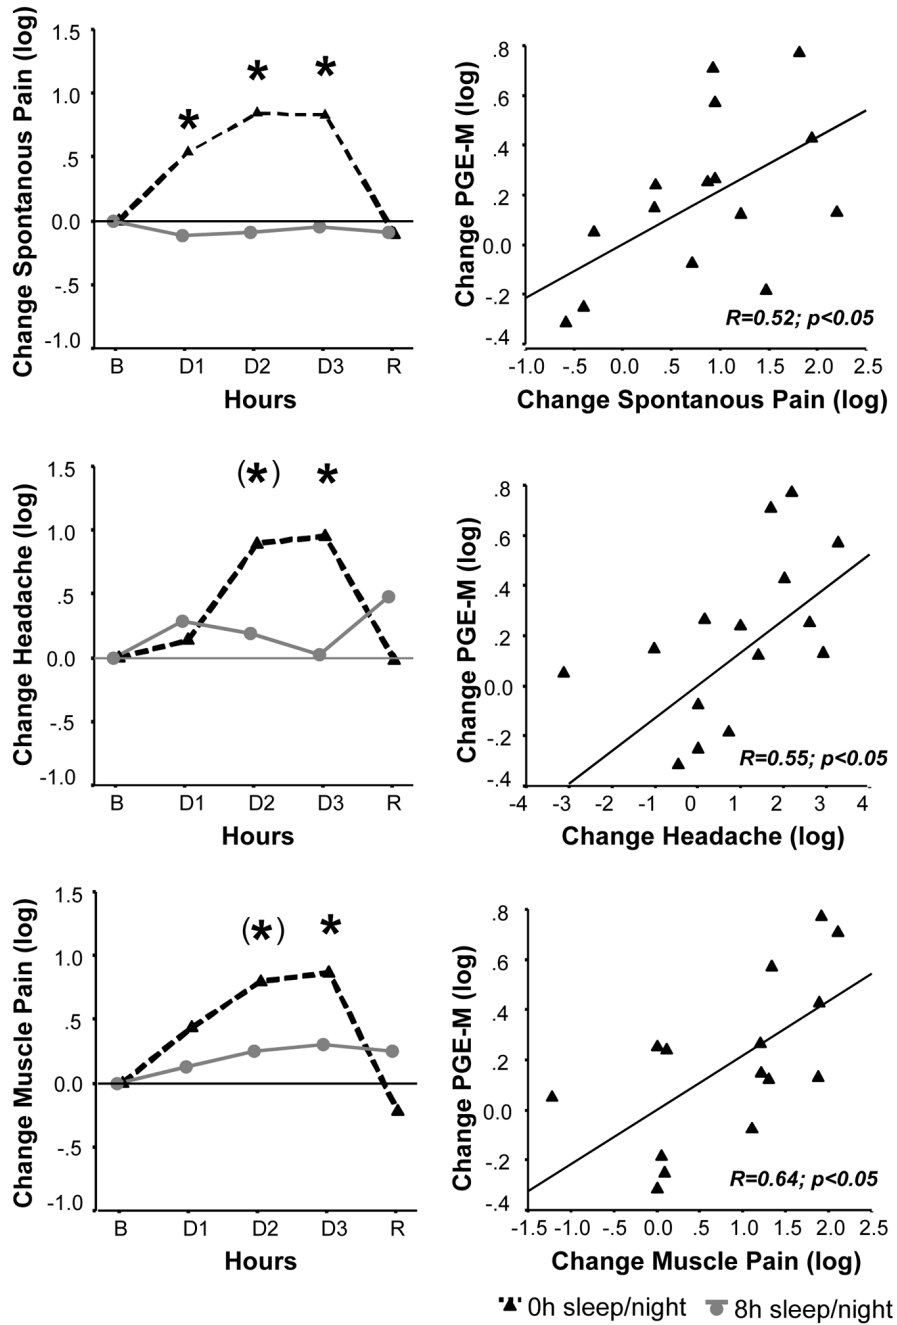 Change Spontanous Pain (log)
1.5
1.0
.5
0.0
-.5
-1.0
* * *
B D1 D2 D3 R
Hours
Change PGE-M (log)
.8
.6
.4
.2
0.0
-.2
-.4
R=0.52; p<0.05
-1.0 -.5 0.0 .5 1.0 1.5 2.0 2.5
Change Spontanous Pain (log)
Change Headache (log)
1.5
1.0
.5
0.0
-.5
-1.0
(*) *
B D1 D2 D3 R
Hours
Change PGE-M (log)
.8
.6
.4
.2
0.0
-.2
-.4
R=0.55; p<0.05
-4 -3 -2 -1 0 1 2 3 4
Change Headache (log)
Change Muscle Pain (log)
1.5
1.0
.5
0.0
-.5
-1.0
(*) *
B D1 D2 D3 R
Hours
Change PGE-M (log)
.8
.6
.4
.2
0.0
-.2
-.4
R=0.64; p<0.05
-1.5 -1.0 -.5 0.0 .5 1.0 1.5 2.0 2.5
Change Muscle Pain (log)
0h sleep/night 8h sleep/night